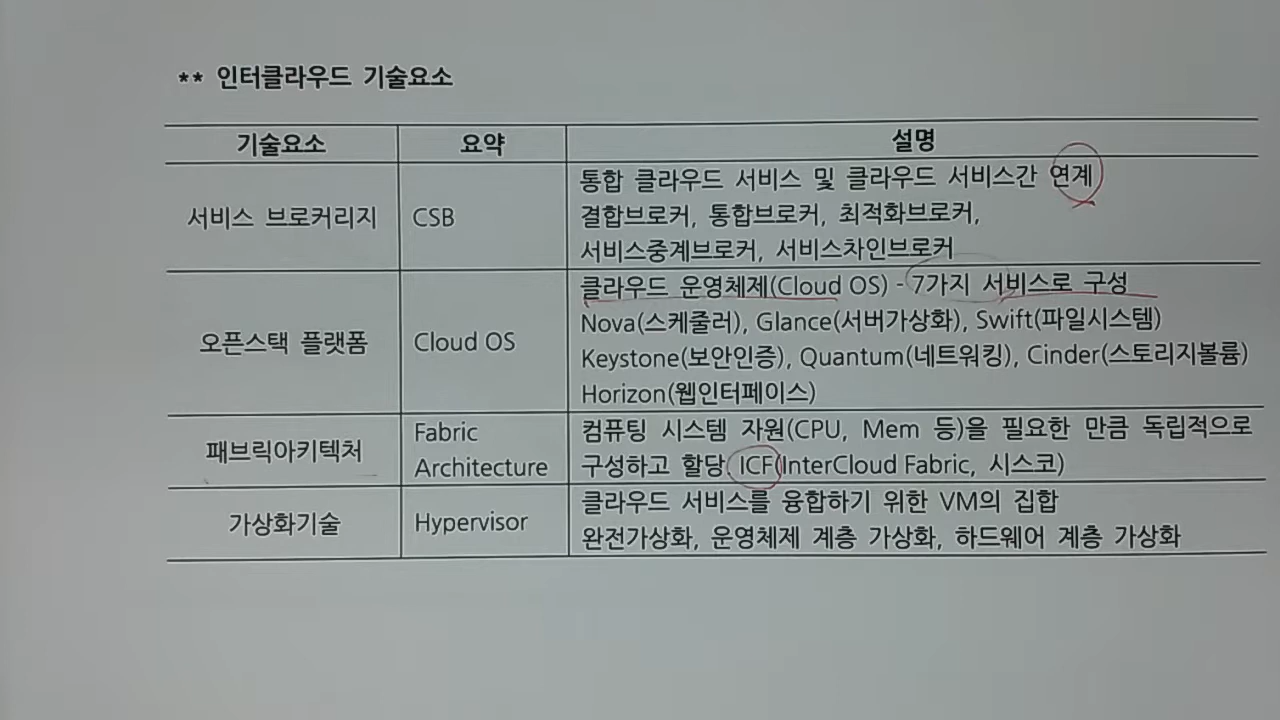 ** 인터클라우드 기술요소
기술요소 요약 설명
서비스 브로커리지 CSB 통합 클라우드 서비스 및 클라우드 서비스간 연계
결합브로커, 통합브로커, 최적화브로커,
서비스중계브로커, 서비스차인브로커
오픈스택 플랫폼 Cloud OS 클라우드 운영체제(Cloud OS) - 7가지 서비스로 구성
Nova(스케줄러), Glance(서버가상화), Swift(파일시스템)
Keystone(보안인증), Quantum(네트워킹), Cinder(스토리지볼륨)
Horizon(웹인터페이스)
패브릭아키텍처 Fabric Architecture 컴퓨팅 시스템 자원(CPU, Mem 등)을 필요한 만큼 독립적으로
구성하고 할당 ICF(InterCloud Fabric, 시스코)
가상화기술 Hypervisor 클라우드 서비스를 융합하기 위한 VM의 집합
완전가상화, 운영체제 계층 가상화, 하드웨어 계층 가상화